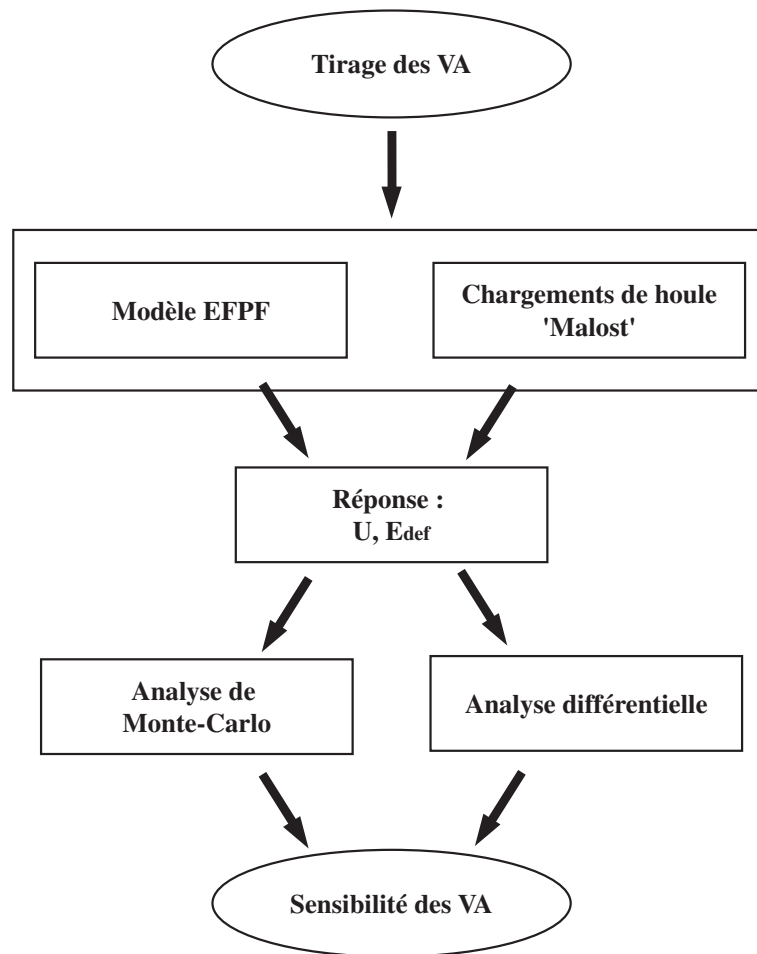 Tirage des VA
Modèle EFPF
Chargements de houle
'Malost'
Réponse :
U, Edef
Analyse de
Monte-Carlo
Analyse différentielle
Sensibilité des VA